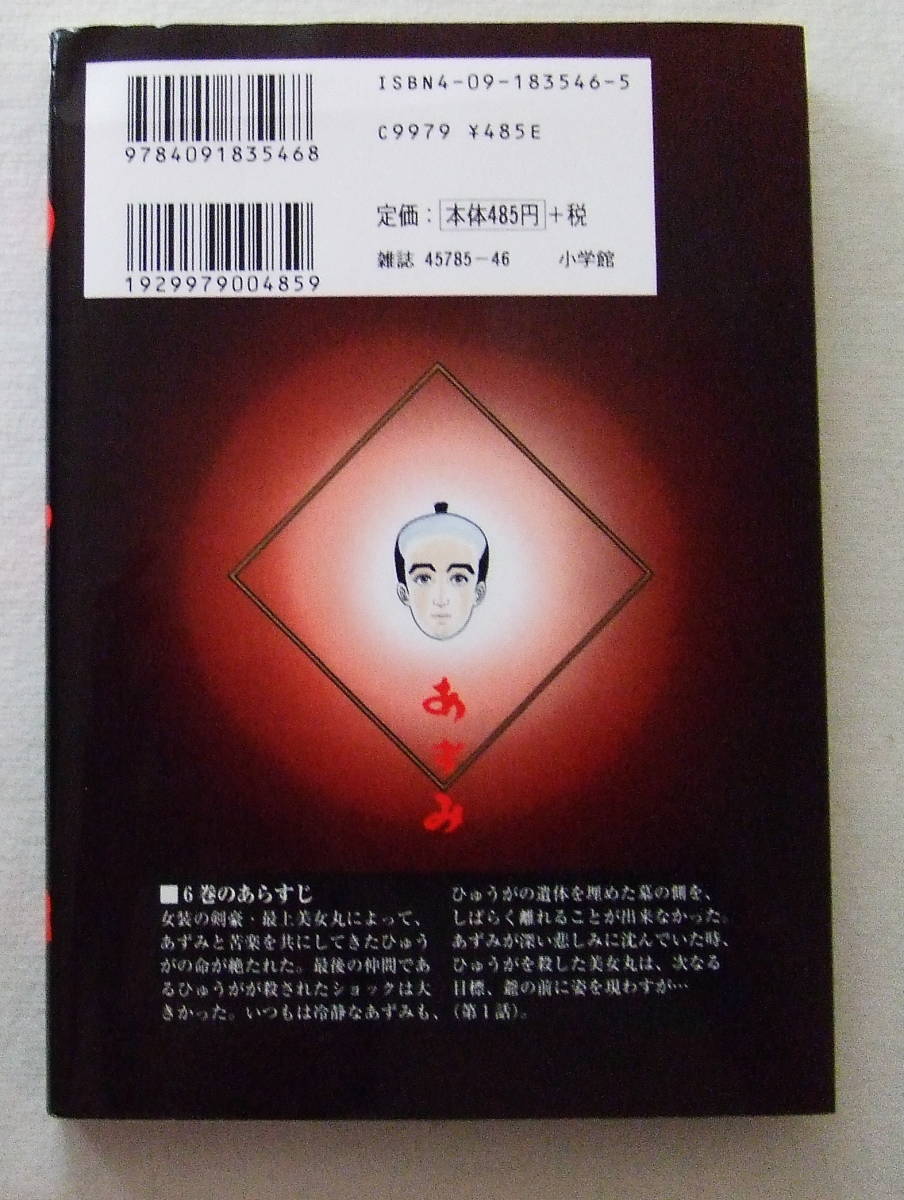 ISBN4-09-183546-5
9784091835468
C9979 ¥485E
定価：本体485円＋税
1929979004859
雑誌 45785-46 小学館
あずみ
■6巻のあらすじ
女装の剣豪・最上美女丸によって、
あずみと苦楽を共にしてきたひゅう
がの命が絶たれた。最後の仲間であ
るひゅうがが殺されたショックは大
きかった。いつもは冷静なあずみも、
ひゅうがの遺体を埋めた墓の側を、
しばらく離れることが出来なかった。
あずみが深い悲しみに沈んでいた時、
ひゅうがを殺した美女丸は、次なる
目標、爺の前に姿を現わすが…
（第1話）。